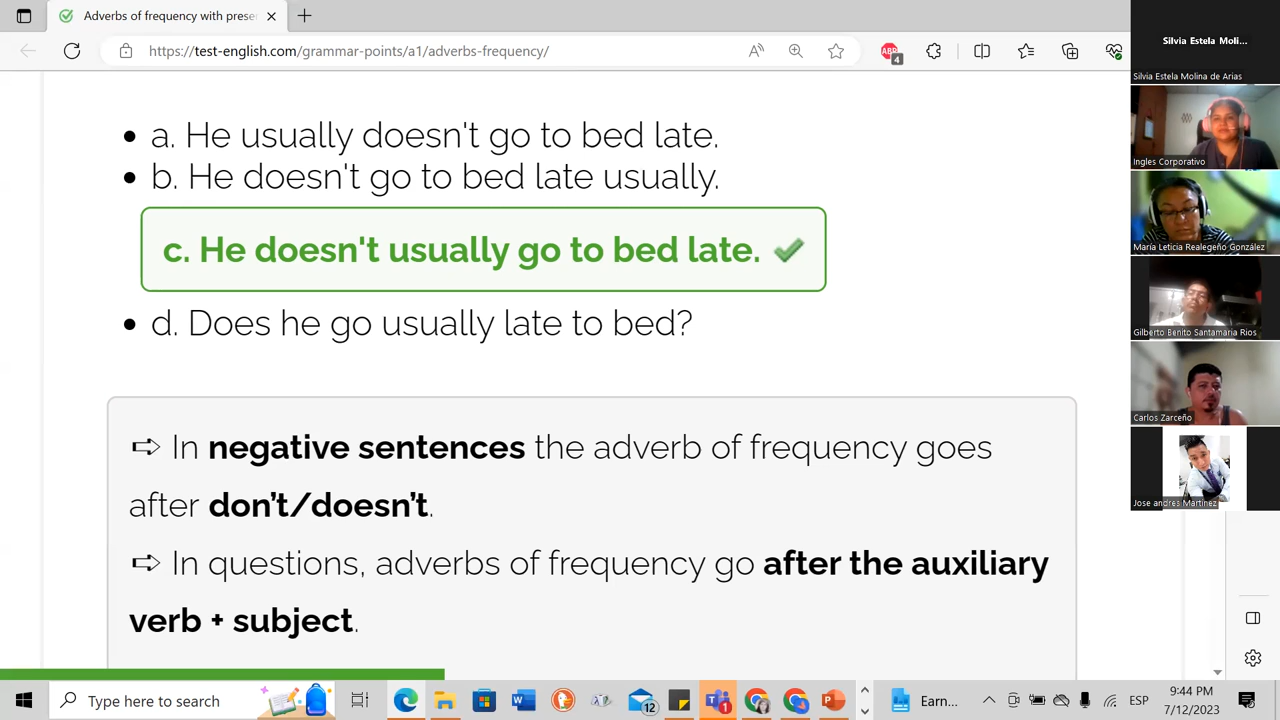 Adverbs of frequency with prese
https://test-english.com/grammar-points/a1/adverbs-frequency/
ABP
4
a. He usually doesn't go to bed late.
b. He doesn't go to bed late usually.
c. He doesn't usually go to bed late.
d. Does he go usually late to bed?
In negative sentences the adverb of frequency goes
after don't/doesn't.
In questions, adverbs of frequency go after the auxiliary
verb + subject.
Silvia Estela Moli...
Silvia Estela Molina de Arias
Ingles Corporativo
María Leticia Realegeño González
Gilberto Benito Santamaria Rios
Carlos Zarceño
Jose andres Martinez
Type here to search
12
1
Earn...
ESP
9:44 PM
7/12/2023